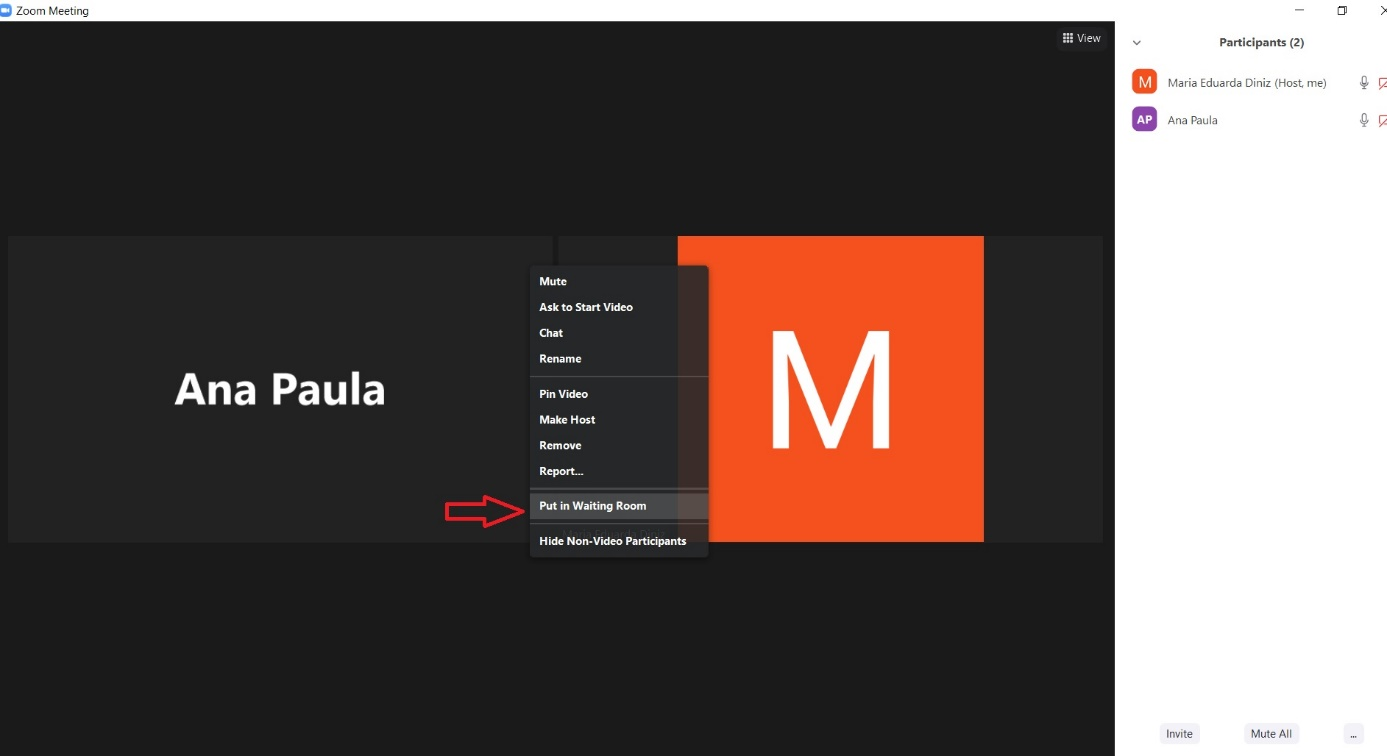 Zoom Meeting
View
Participants (2)
M Maria Eduarda Diniz (Host, me)
AP Ana Paula
Ana Paula
M
Mute
Ask to Start Video
Chat
Rename
Pin Video
Make Host
Remove
Report...
Put in Waiting Room
Hide Non-Video Participants
Invite
Mute All
...